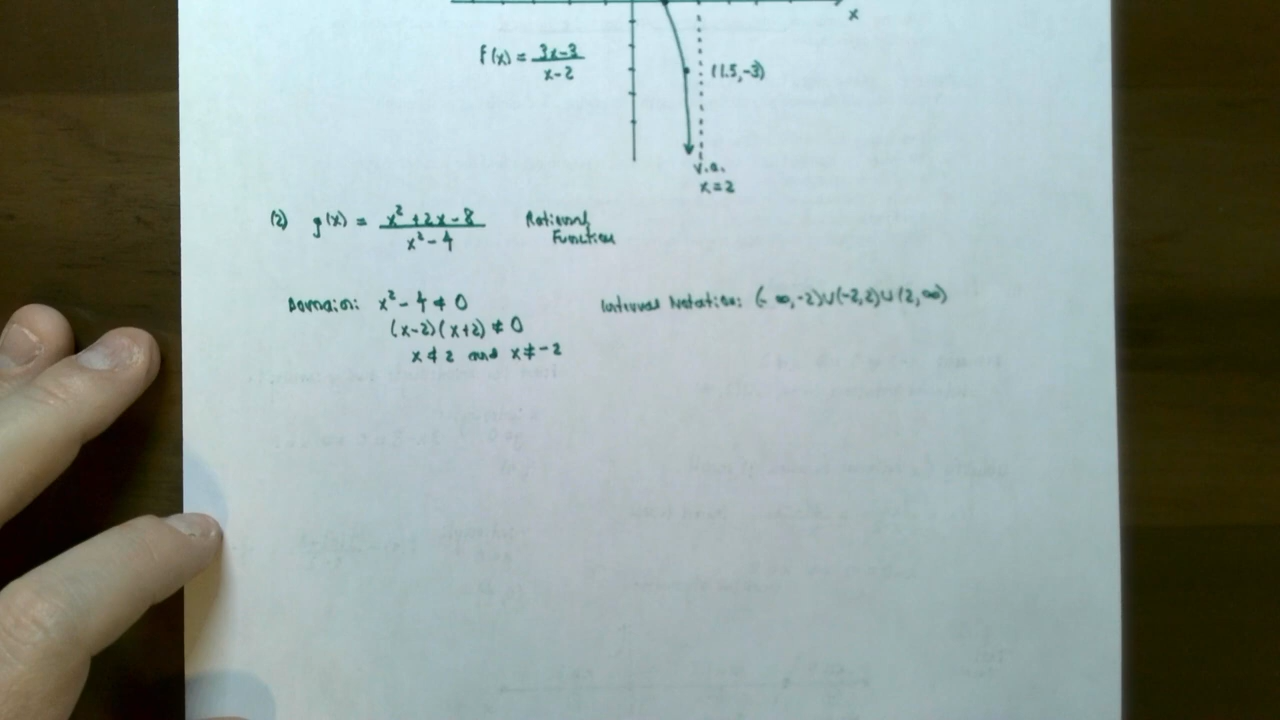 x
f(x) = 3x-3 / x-2
(1.5,-3)
v.a.
x=2
(2) g(x) = x² +2x-8 / x² - 4 Rational
Function
Domain: x² - 4 ≠ 0 Interval Notation: (-∞,-2)∪(-2,2)∪(2,∞)
(x-2)(x+2) ≠ 0
x ≠ 2 and x ≠ -2